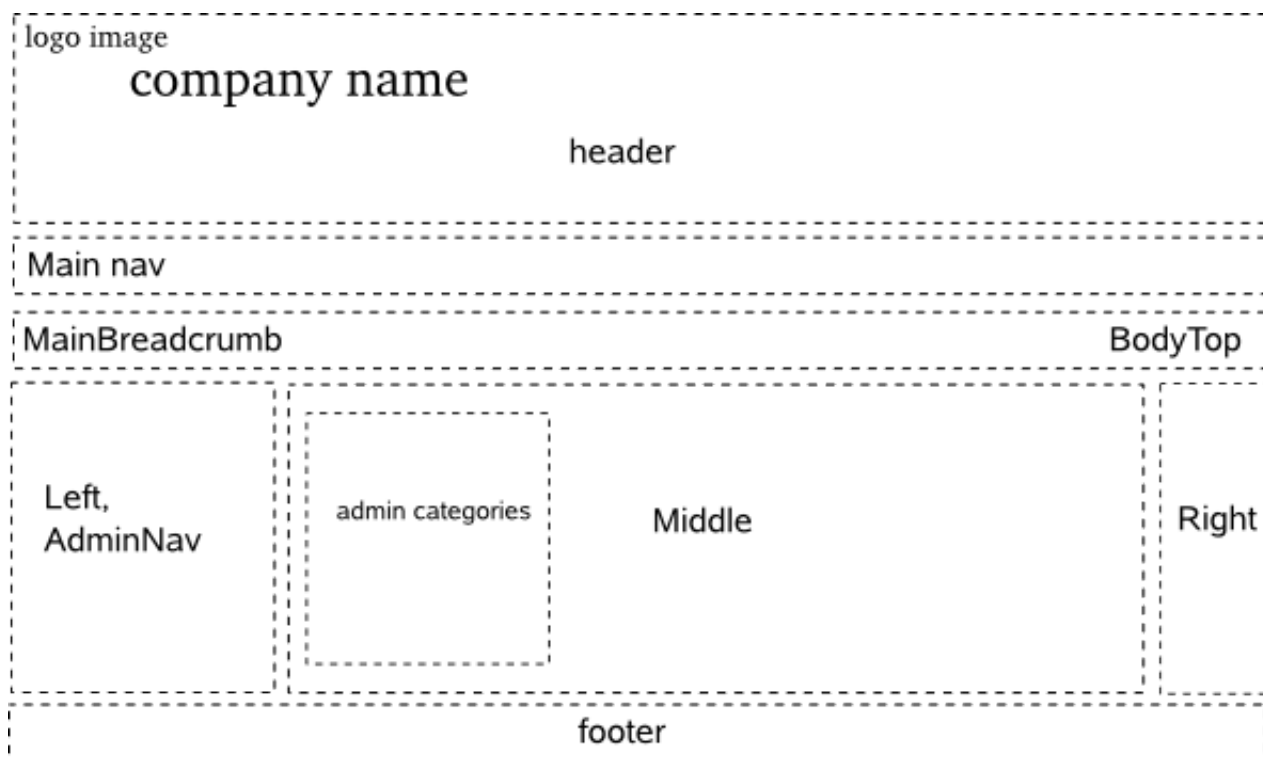 logo image
company name
header
Main nav
MainBreadcrumb
BodyTop
Left,
AdminNav
admin categories
Middle
Right
footer